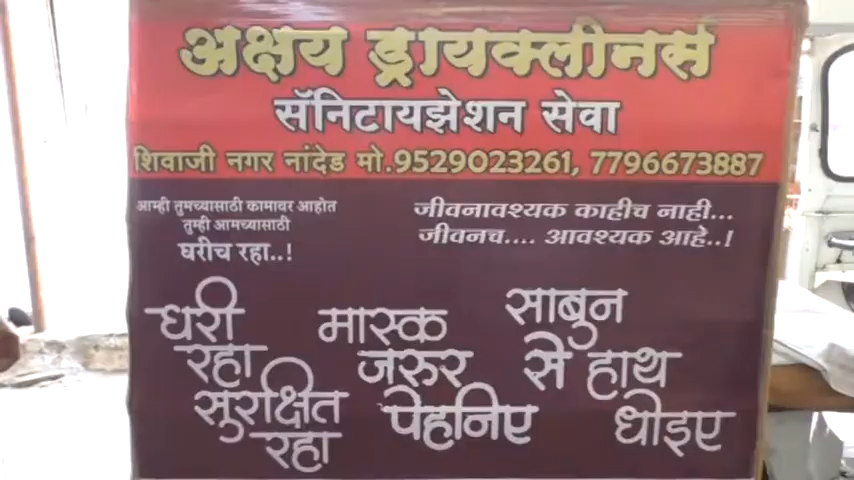 अक्षय ड्रायक्लीनर्स
सॅनिटायझेशन सेवा
शिवाजी नगर नांदेड मो.9529023261, 7796673887
आम्ही तुमच्यासाठी कामावर आहोत
तुम्ही आमच्यासाठी
घरीच रहा..!
जीवनावश्यक काहीच नाही...
जीवनच.... आवश्यक आहे..!
घरी
रहा
सुरक्षित
रहा
मास्क
जरुर
पेहनिए
साबुन
से हाथ
धोइए